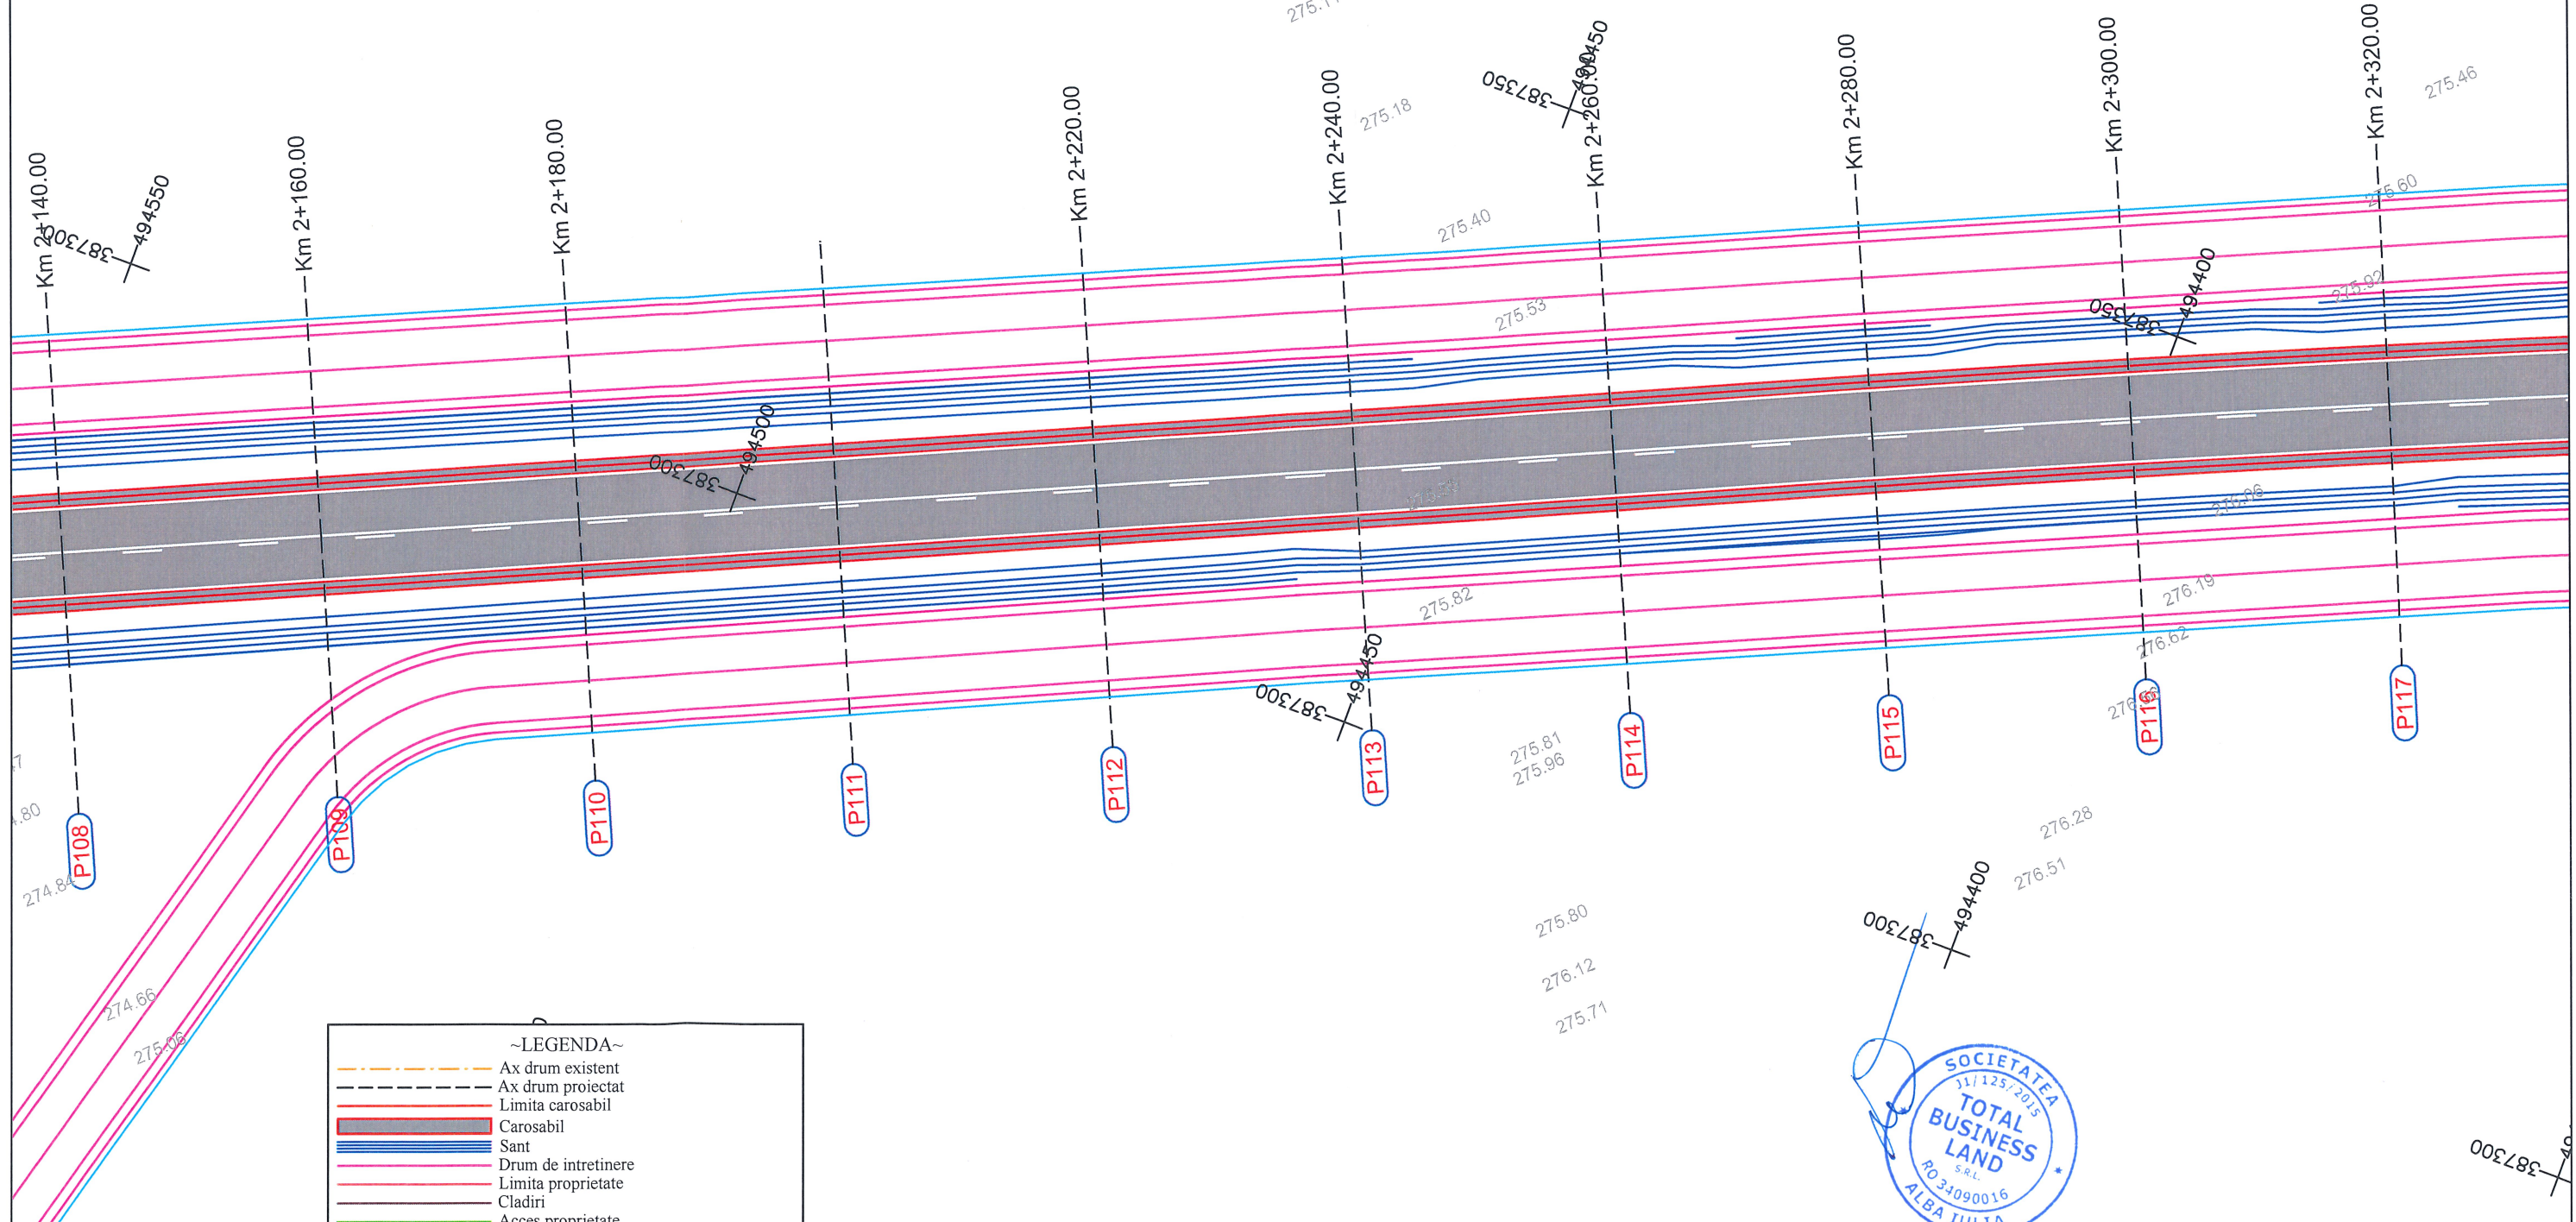 Km 2+140.00
Km 2+160.00
Km 2+180.00
Km 2+220.00
Km 2+240.00
Km 2+260.00
Km 2+280.00
Km 2+300.00
Km 2+320.00
387300
494550
387300
494500
387350
494450
387350
494400
387300
494450
387300
494400
387300
275.18
275.40
275.53
275.46
275.60
275.92
275.82
276.06
276.19
276.62
275.81
275.96
276.28
276.51
275.80
276.12
275.71
274.84
274.66
275.06
P108
P109
P110
P111
P112
P113
P114
P115
P116
P117
~LEGENDA~
Ax drum existent
Ax drum proiectat
Limita carosabil
Carosabil
Sant
Drum de intretinere
Limita proprietate
Cladiri
Acces proprietate
SOCIETATEA
J1/125/2015
TOTAL
BUSINESS
LAND
S.R.L.
RO 34090016
ALBA IULIA